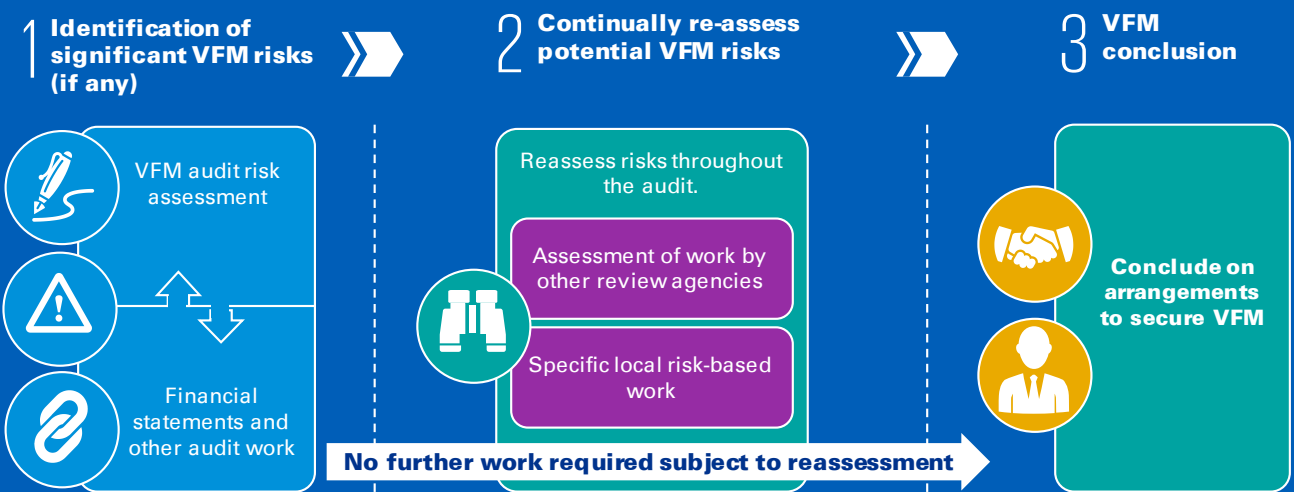 1 Identification of
significant VFM risks
(if any)
2 Continually re-assess
potential VFM risks
3 VFM
conclusion
VFM audit risk
assessment
Financial
statements and
other audit work
Reassess risks throughout
the audit.
Assessment of work by
other review agencies
Specific local risk-based
work
Conclude on
arrangements
to secure VFM
No further work required subject to reassessment